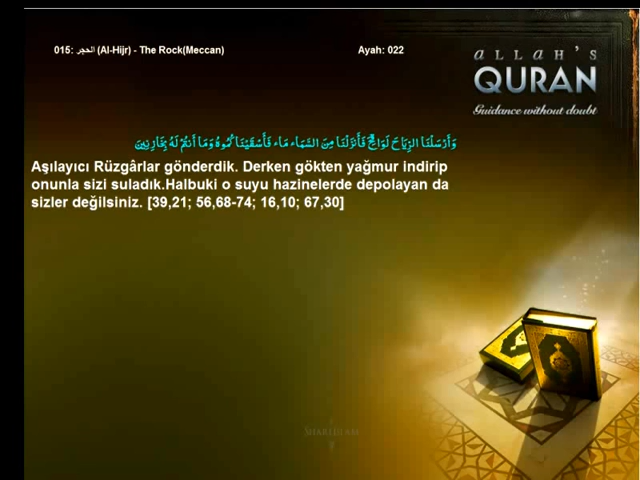 015: الحجر (Al-Hijr) - The Rock(Meccan)
Ayah: 022
ALLAH'S
QURAN
Guidance without doubt
وَأَرْسَلْنَا الرِّيَاحَ لَوَاقِحَ فَأَنْزَلْنَا مِنَ السَّمَاءِ مَاءً فَأَسْقَيْنَاكُمُوهُ وَمَا أَنْتُمْ لَهُ بِخَازِنِينَ
Aşılayıcı Rüzgârlar gönderdik. Derken gökten yağmur indirip
onunla sizi suladık.Halbuki o suyu hazinelerde depolayan da
sizler değilsiniz. [39,21; 56,68-74; 16,10; 67,30]